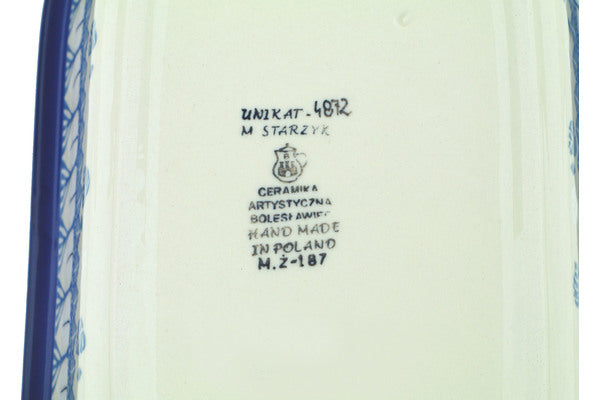 UNIKAT - 4872
M STARZYK
CERAMIKA
ARTYSTYCZNA
BOLESŁAWIEC
HAND MADE
IN POLAND
M.Ż-187